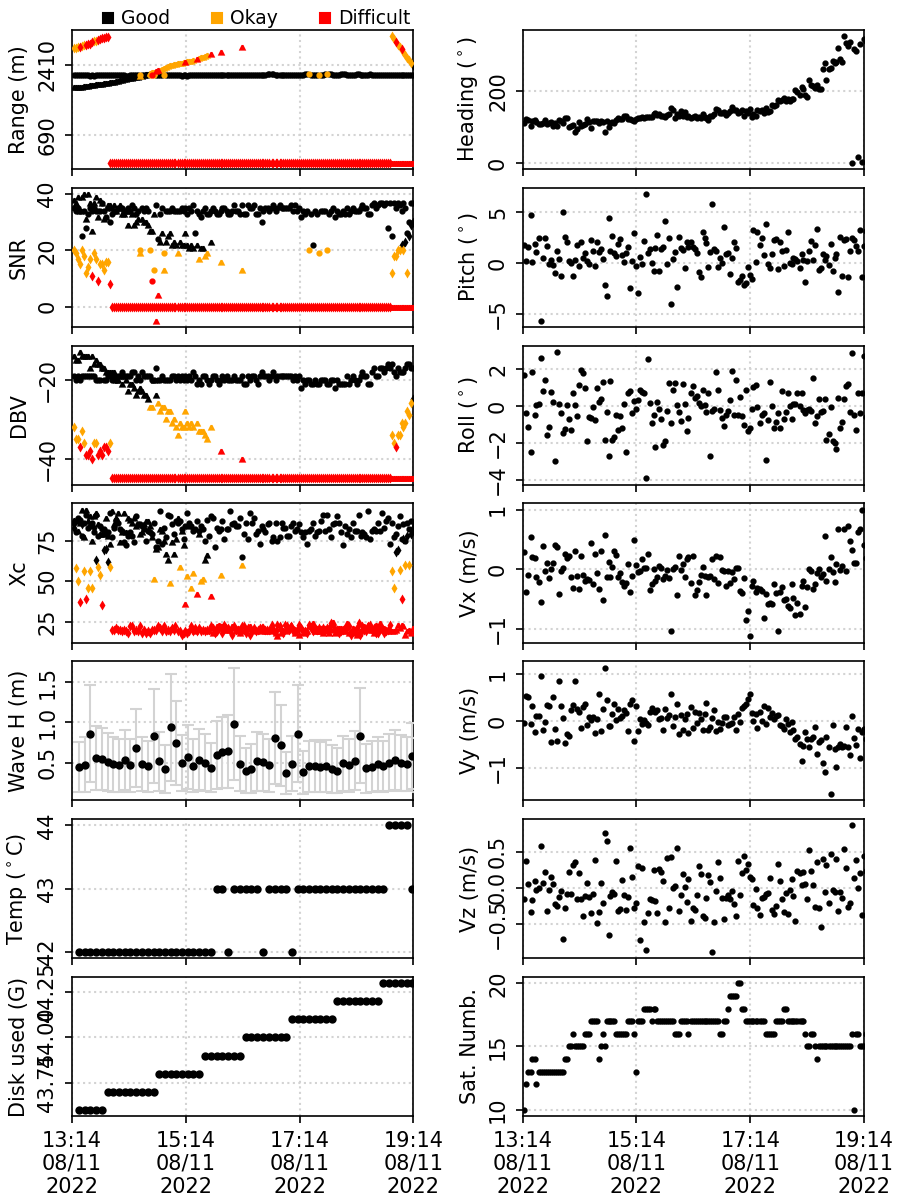 Good Okay Difficult
Range (m)
2410
690
Heading (°)
200
0
SNR
40
20
0
Pitch (°)
5
0
−5
DBV
−20
−40
Roll (°)
2
0
−2
−4
Xc
75
50
25
Vx (m/s)
1
0
−1
Wave H (m)
1.5
1.0
0.5
Vy (m/s)
1
0
−1
Temp (°C)
44
43
42
Vz (m/s)
0.5
0.0
−0.5
Disk used (G)
44.25
44.00
43.75
Sat. Numb.
20
15
10
13:14 15:14 17:14 19:14
08/11 08/11 08/11 08/11
2022 2022 2022 2022
13:14 15:14 17:14 19:14
08/11 08/11 08/11 08/11
2022 2022 2022 2022